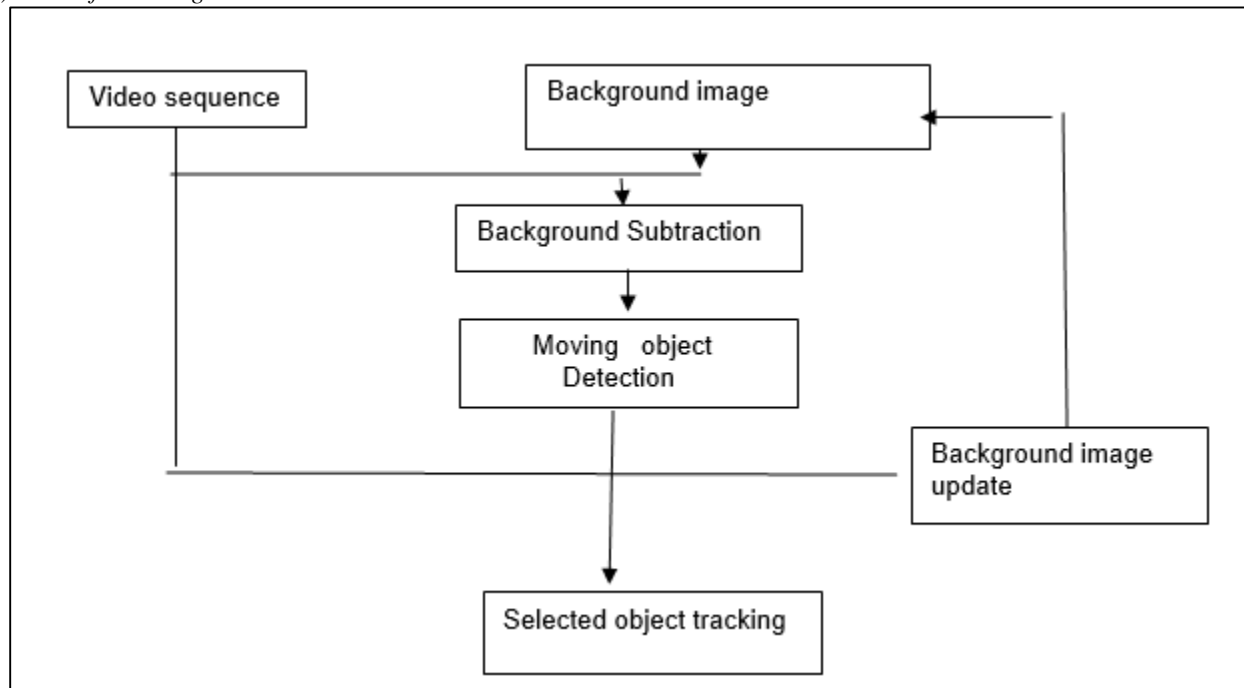 Video sequence
Background image
Background Subtraction
Moving object
Detection
Background image
update
Selected object tracking